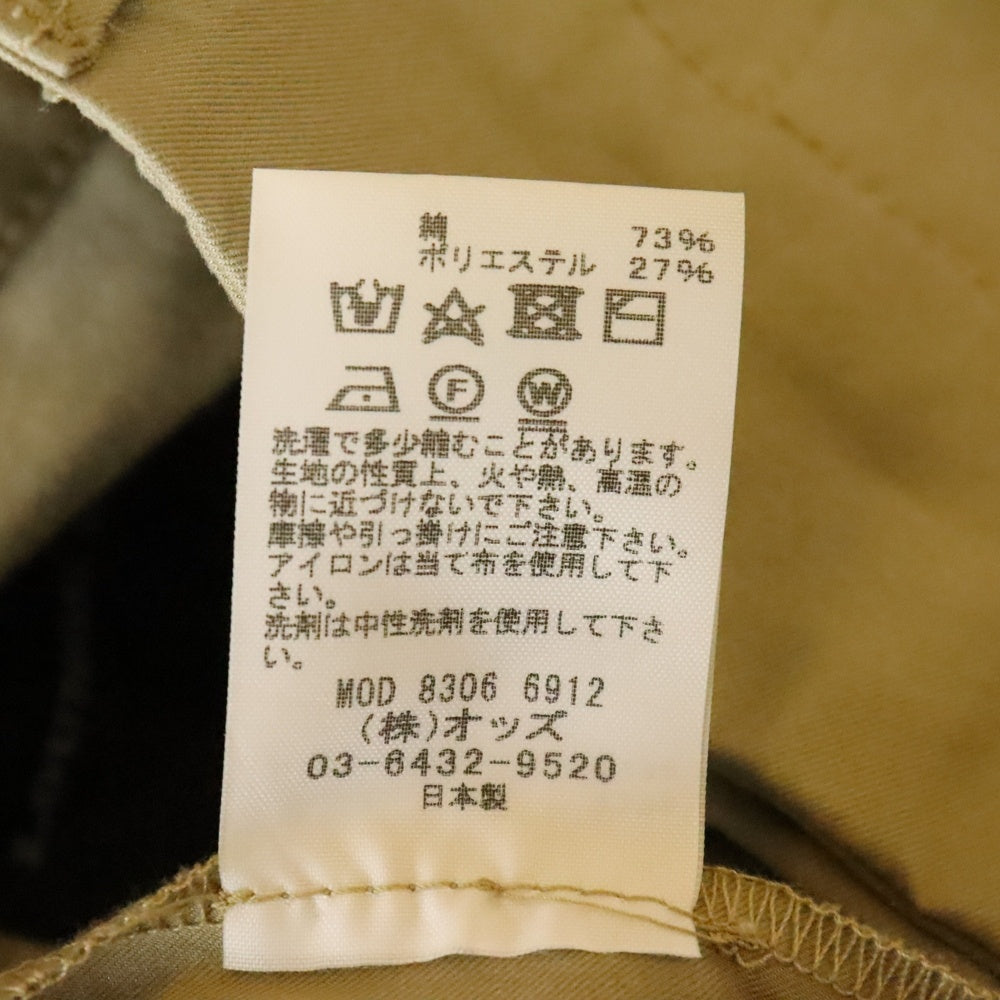 綿 73%
ポリエステル 27%
F W
洗濯で多少縮むことがあります。
生地の性質上、火や熱、高温の
物に近づけないで下さい。
摩擦や引っ掛けにご注意下さい。
アイロンは当て布を使用して下
さい。
洗剤は中性洗剤を使用して下さ
い。
MOD 8306 6912
(株)オッズ
03-6432-9520
日本製